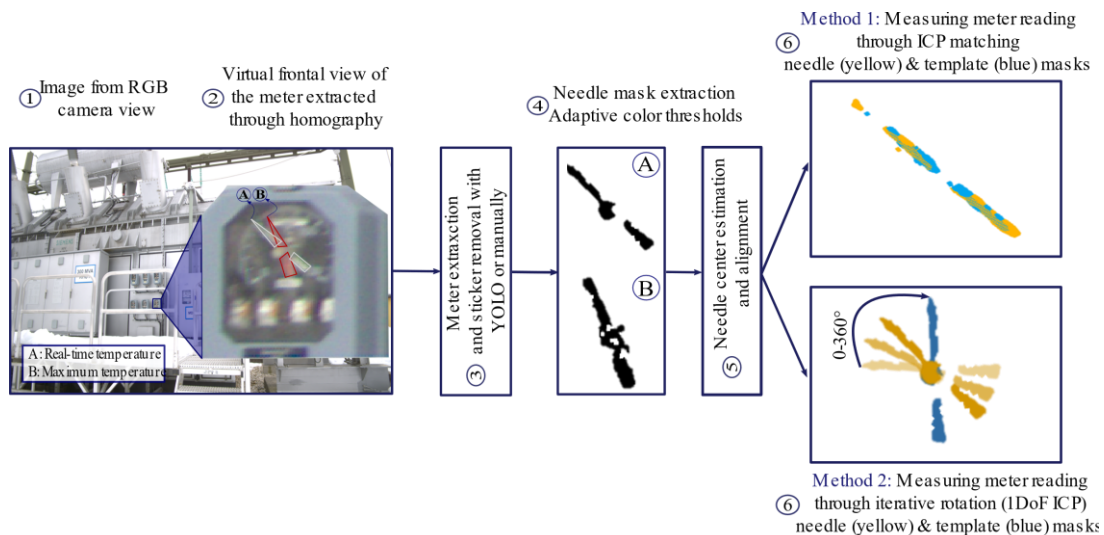 ① Image from RGB
camera view
② Virtual frontal view of
the meter extracted
through homography
A B
A: Real-time temperature
B: Maximum temperature
③ Meter extraxction
and sticker removal with
YOLO or manually
④ Needle mask extraction
Adaptive color thresholds
A
B
⑤ Needle center estimation
and alignment
Method 1: Measuring meter reading
⑥ through ICP matching
needle (yellow) & template (blue) masks
0-360°
Method 2: Measuring meter reading
⑥ through iterative rotation (1DoF ICP)
needle (yellow) & template (blue) masks